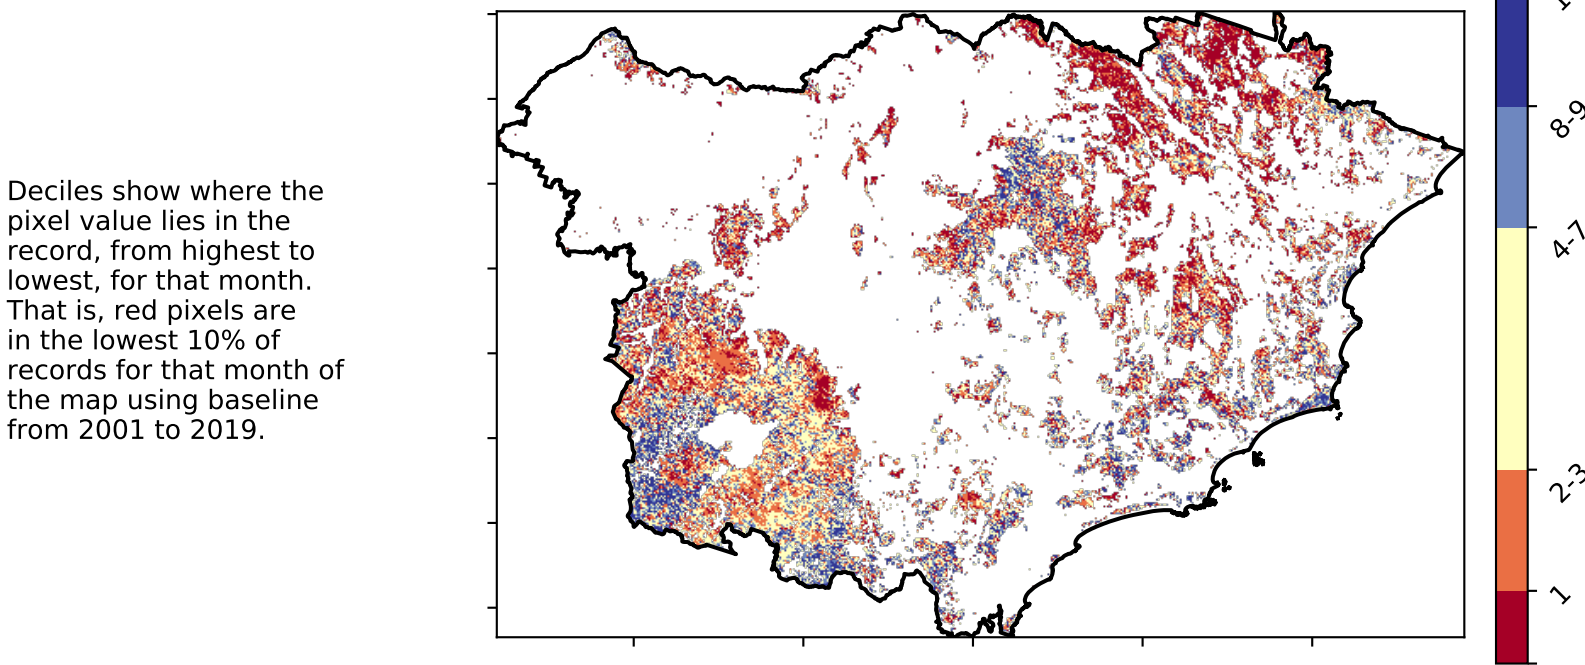 Deciles show where the
pixel value lies in the
record, from highest to
lowest, for that month.
That is, red pixels are
in the lowest 10% of
records for that month of
the map using baseline
from 2001 to 2019.
8-9
4-7
2-3
1